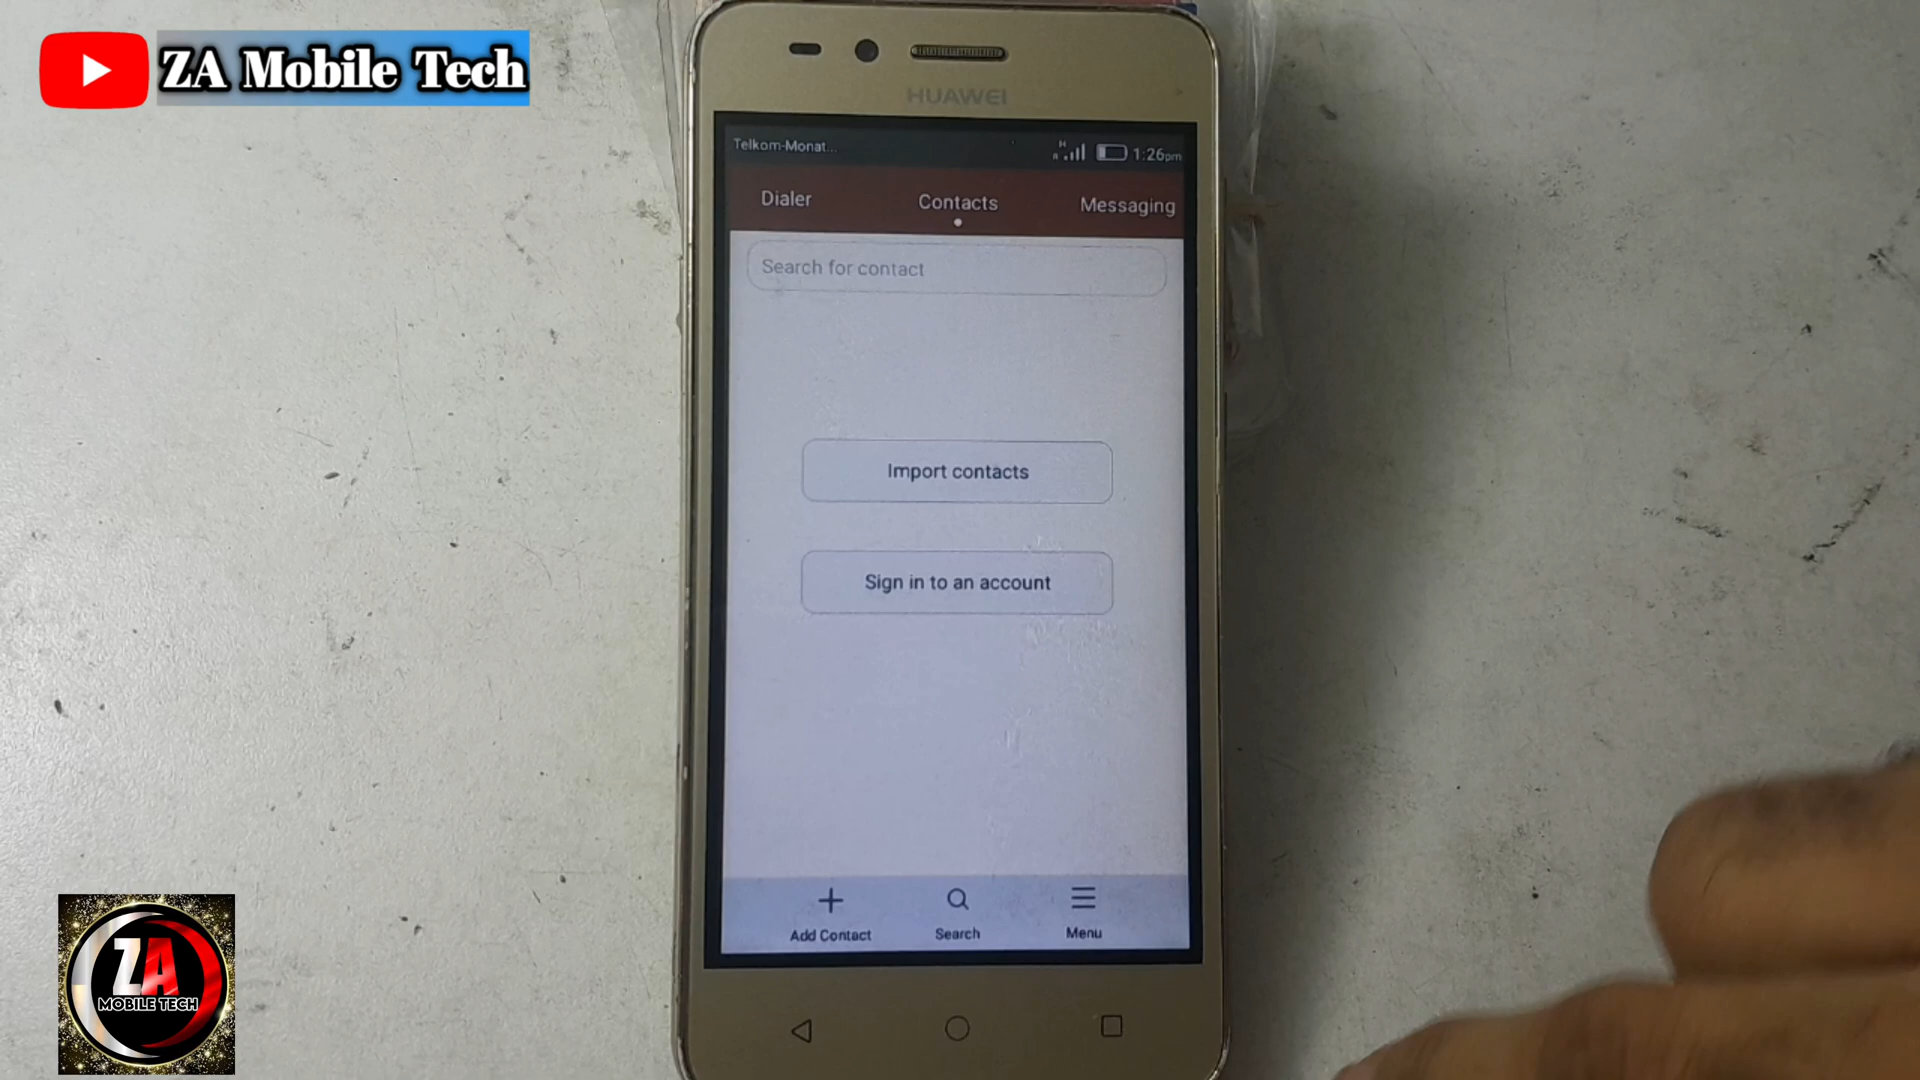 ZA Mobile Tech
HUAWEI
Telkom-Monat...
1:26pm
Dialer
Contacts
Messaging
Search for contact
Import contacts
Sign in to an account
Add Contact
Search
Menu
ZA
MOBILE TECH